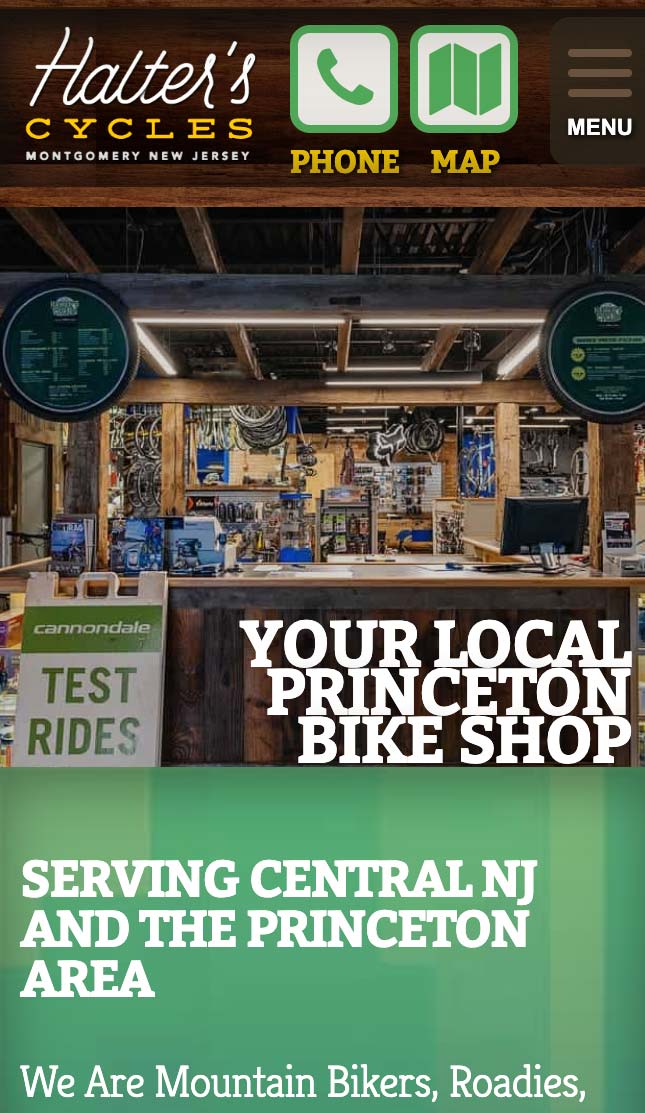 Halter's
CYCLES
MONTGOMERY NEW JERSEY
PHONE
MAP
MENU
cannondale
TEST
RIDES
YOUR LOCAL
PRINCETON
BIKE SHOP
SERVING CENTRAL NJ
AND THE PRINCETON
AREA
We Are Mountain Bikers, Roadies,